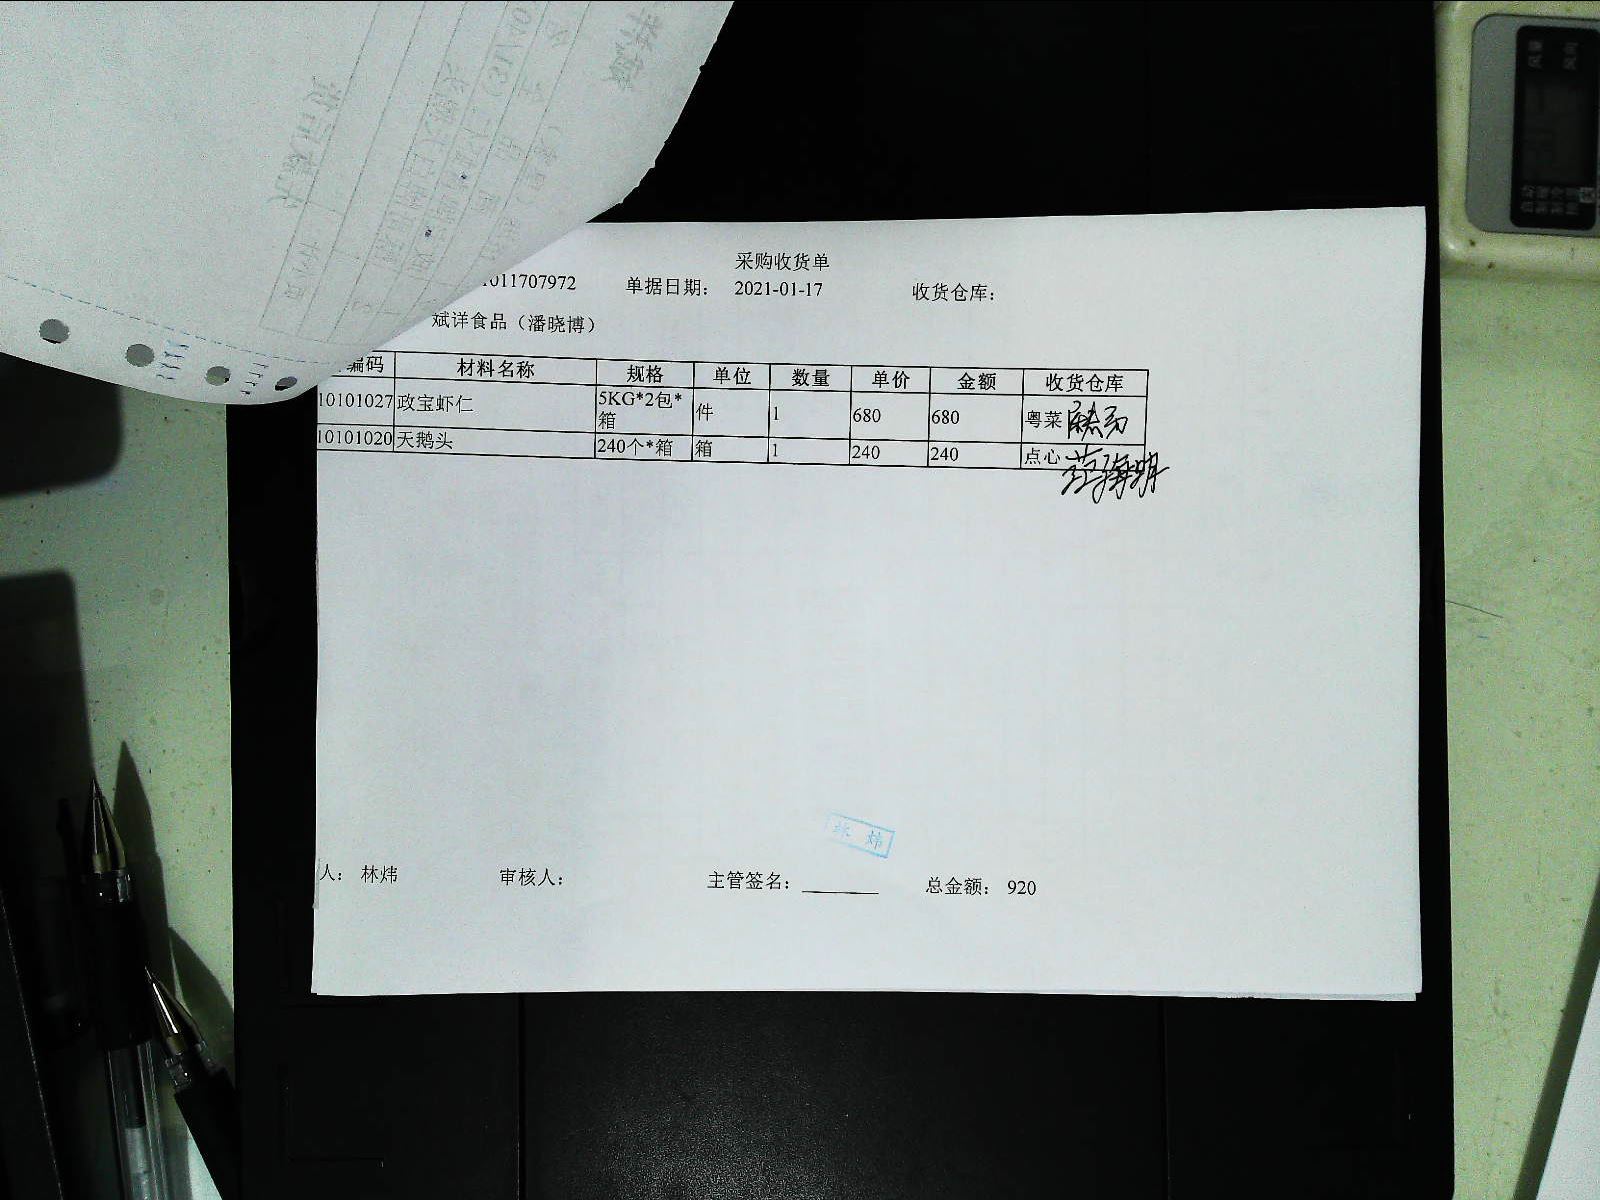 采购收货单
1011707972 单据日期： 2021-01-17 收货仓库：
斌洋食品（潘晓博）
编码 材料名称 规格 单位 数量 单价 金额 收货仓库
10101027 政宝虾仁 5KG*2包*箱 件 1 680 680 粤菜
10101020 天鹅头 240个*箱 箱 1 240 240 点心
林 炜
人： 林炜 审核人： 主管签名： 总金额： 920